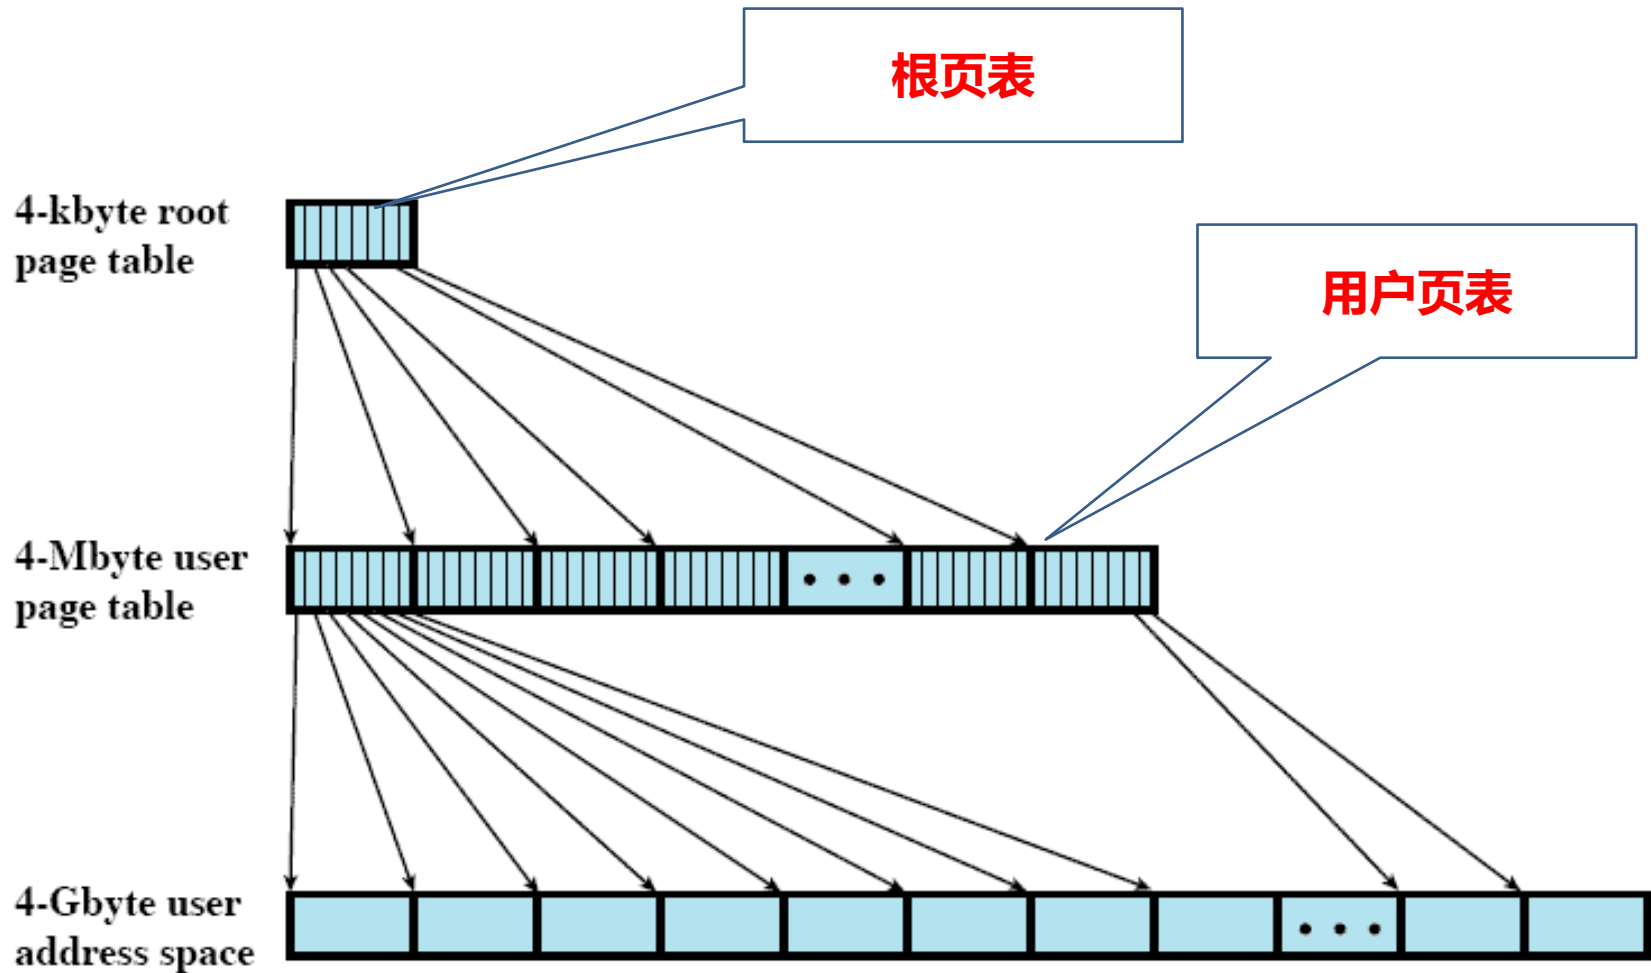 根页表
4-kbyte root
page table
用户页表
4-Mbyte user
page table
4-Gbyte user
address space